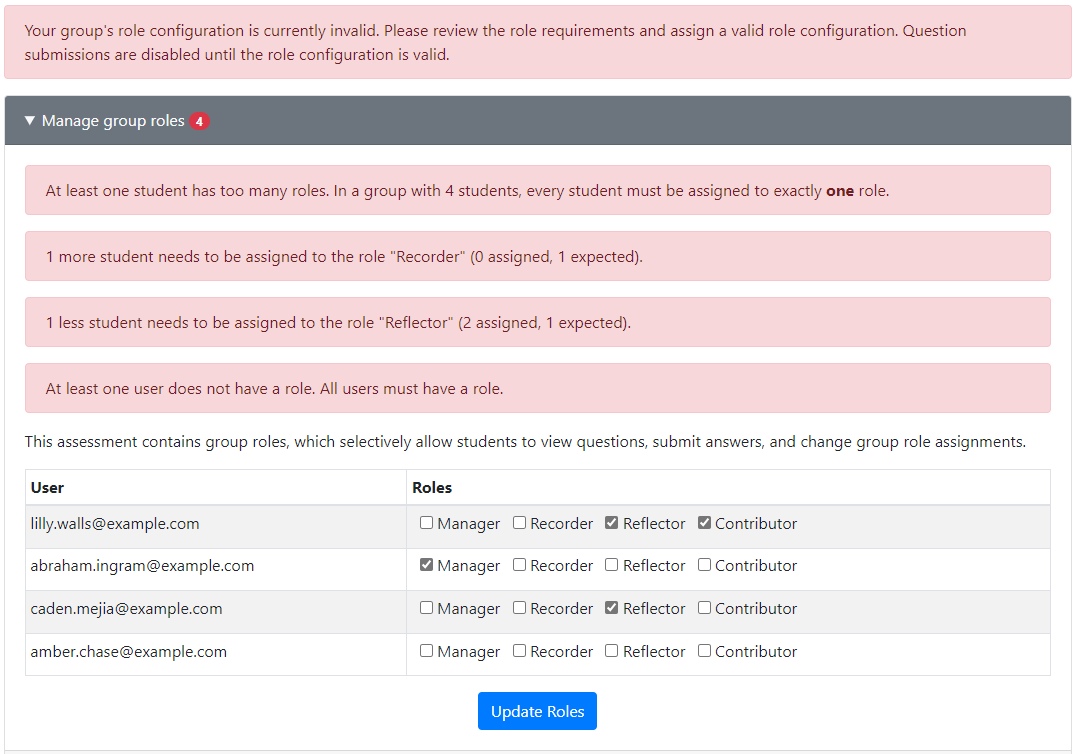 Your group's role configuration is currently invalid. Please review the role requirements and assign a valid role configuration. Question
submissions are disabled until the role configuration is valid.
Manage group roles 4
At least one student has too many roles. In a group with 4 students, every student must be assigned to exactly one role.
1 more student needs to be assigned to the role "Recorder" (0 assigned, 1 expected).
1 less student needs to be assigned to the role "Reflector" (2 assigned, 1 expected).
At least one user does not have a role. All users must have a role.
This assessment contains group roles, which selectively allow students to view questions, submit answers, and change group role assignments.
User Roles
lilly.walls@example.com Manager Recorder Reflector Contributor
abraham.ingram@example.com Manager Recorder Reflector Contributor
caden.mejia@example.com Manager Recorder Reflector Contributor
amber.chase@example.com Manager Recorder Reflector Contributor
Update Roles